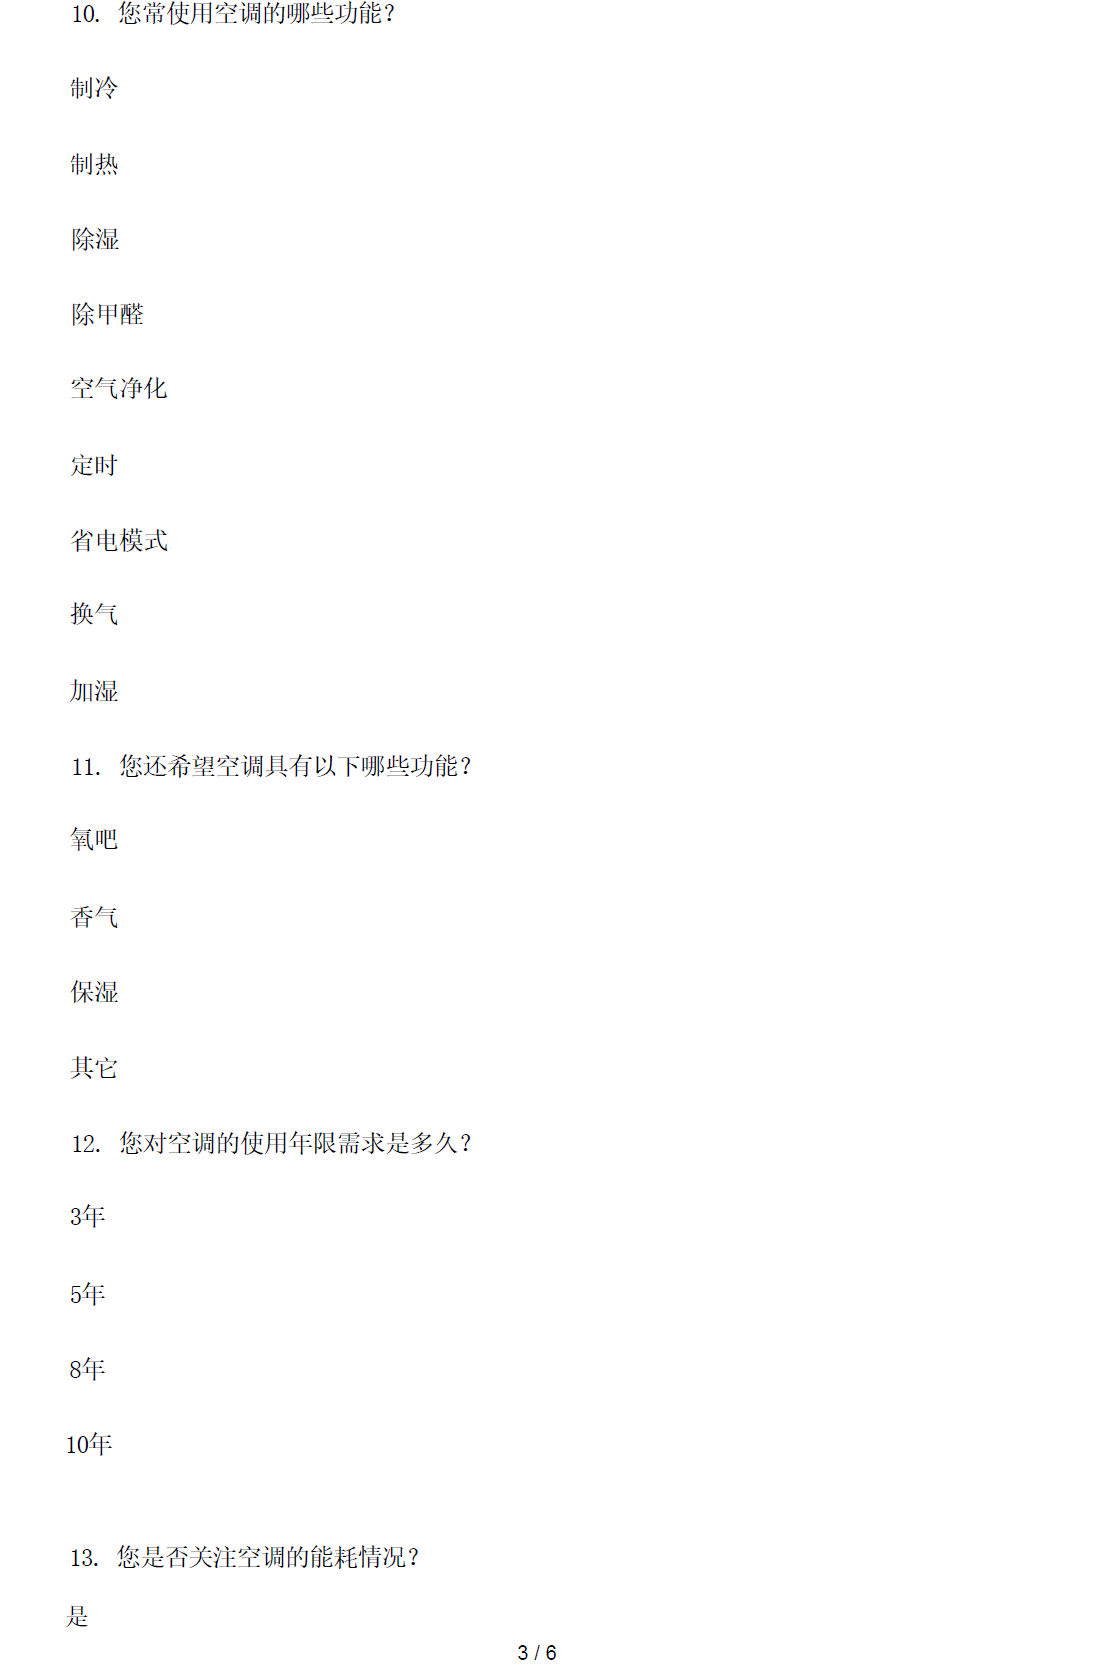 10. 您常使用空调的哪些功能？
制冷
制热
除湿
除甲醛
空气净化
定时
省电模式
换气
加湿
11. 您还希望空调具有以下哪些功能？
氧吧
香气
保湿
其它
12. 您对空调的使用年限需求是多久？
3年
5年
8年
10年
13. 您是否关注空调的能耗情况？
是
3 / 6